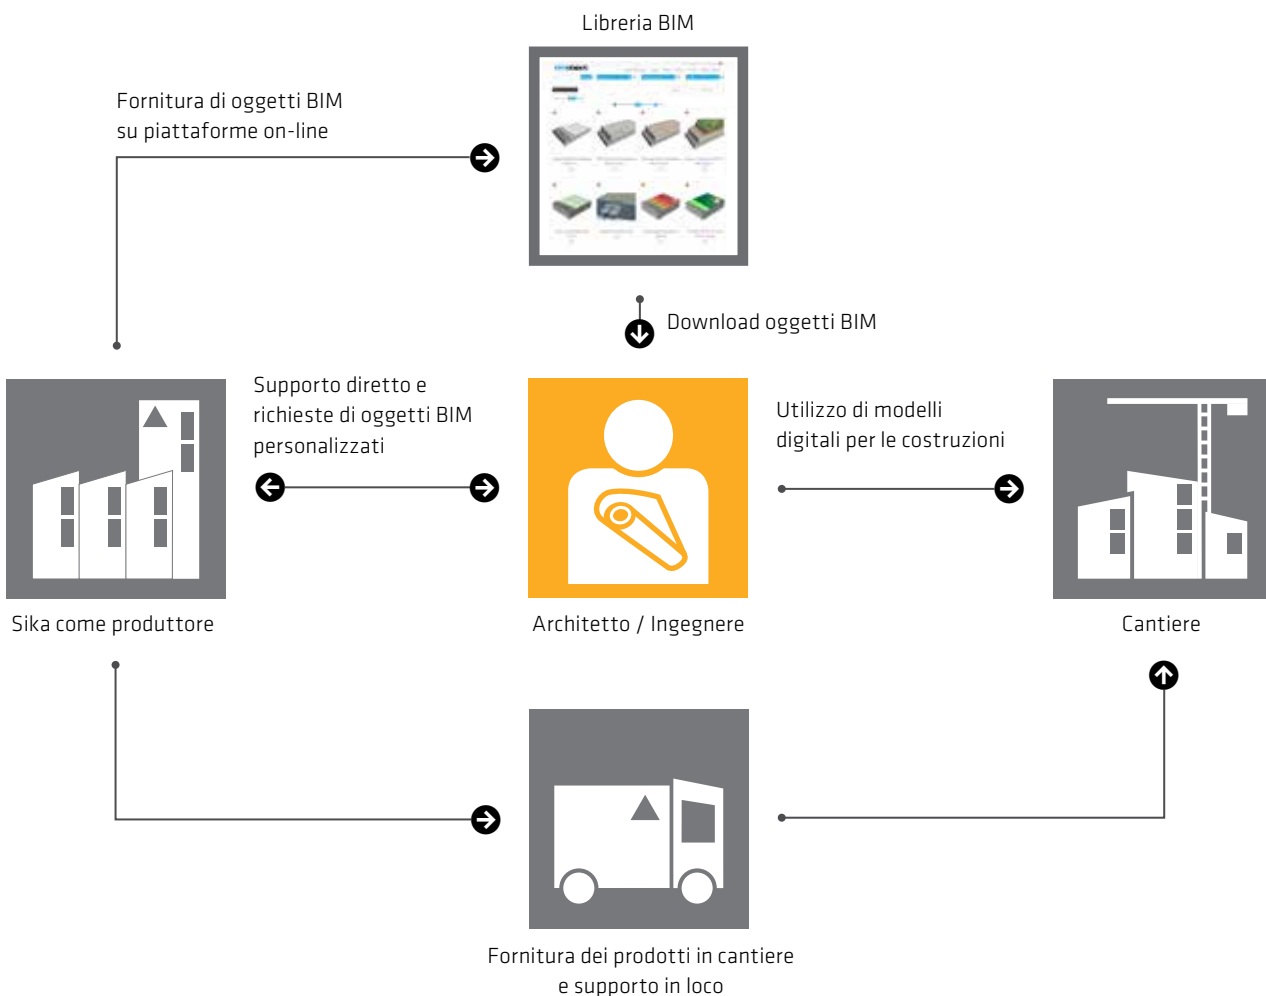 Libreria BIM
Fornitura di oggetti BIM
su piattaforme on-line
Download oggetti BIM
Supporto diretto e
richieste di oggetti BIM
personalizzati
Utilizzo di modelli
digitali per le costruzioni
Sika come produttore
Architetto / Ingegnere
Cantiere
Fornitura dei prodotti in cantiere
e supporto in loco